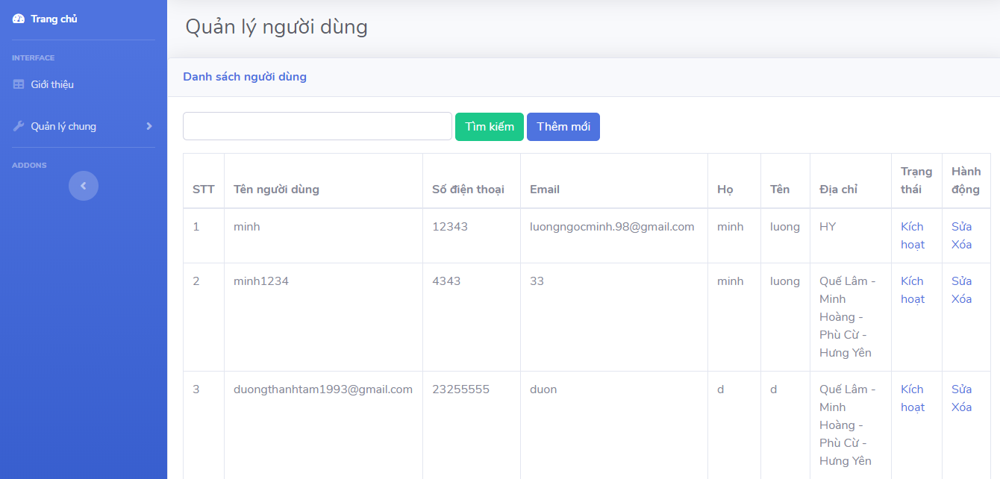 Trang chủ
INTERFACE
Giới thiệu
Quản lý chung
ADDONS
Quản lý người dùng
Danh sách người dùng
Tìm kiếm
Thêm mới
STT Tên người dùng Số điện thoại Email Họ Tên Địa chỉ Trạng thái Hành động
1 minh 12343 luongngocminh.98@gmail.com minh luong HY Kích Sửa
hoạt Xóa
2 minh1234 4343 33 minh luong Quế Lâm - Kích Sửa
Minh hoạt Xóa
Hoàng -
Phù Cừ -
Hưng Yên
3 duongthanhtam1993@gmail.com 23255555 duon d d Quế Lâm - Kích Sửa
Minh hoạt Xóa
Hoàng -
Phù Cừ -
Hưng Yên